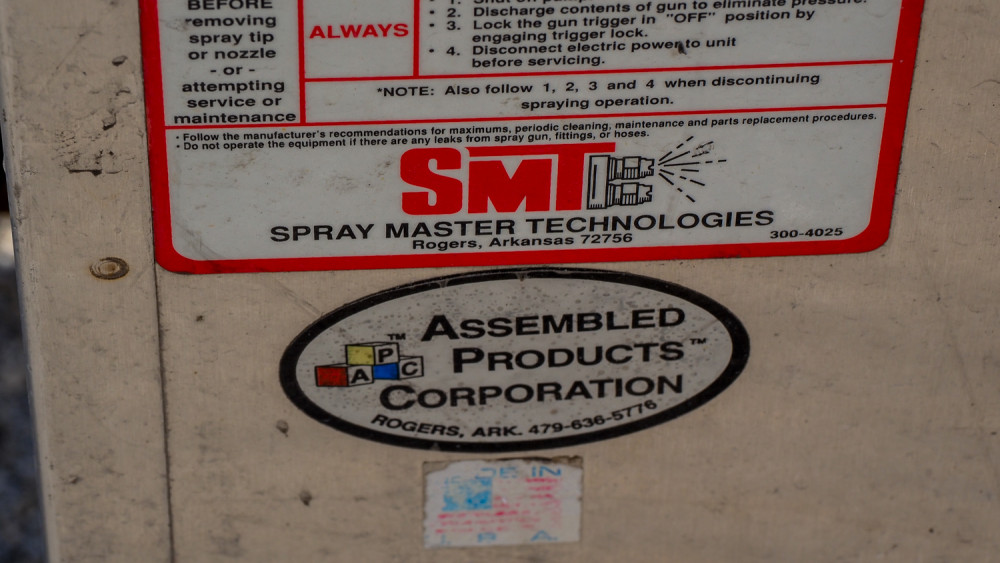 BEFORE
removing
spray tip
or nozzle
- or -
attempting
service or
maintenance
ALWAYS
• 2. Discharge contents of gun to eliminate pressure.
• 3. Lock the gun trigger in "OFF" position by
engaging trigger lock.
• 4. Disconnect electric power to unit
before servicing.
*NOTE: Also follow 1, 2, 3 and 4 when discontinuing
spraying operation.
• Follow the manufacturer's recommendations for maximums, periodic cleaning, maintenance and parts replacement procedures.
• Do not operate the equipment if there are any leaks from spray gun, fittings, or hoses.
SMT
SPRAY MASTER TECHNOLOGIES
Rogers, Arkansas 72756
300-4025
™
P
A C
ASSEMBLED
PRODUCTS™
CORPORATION
ROGERS, ARK. 479-636-5776